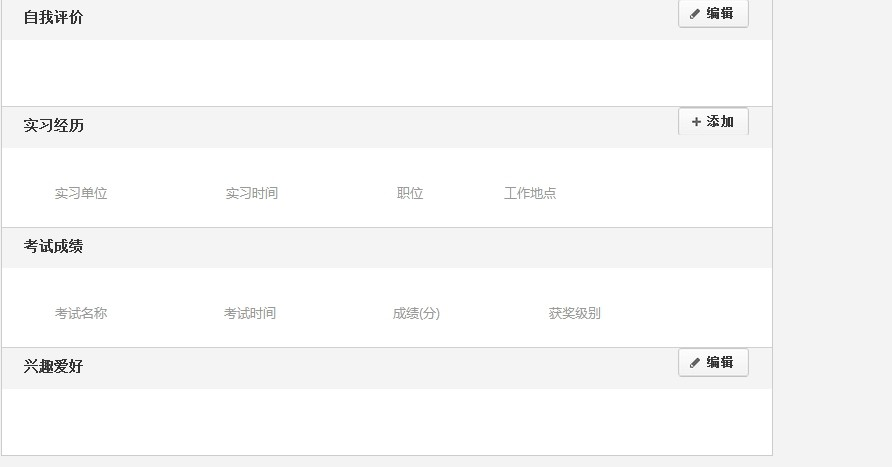 自我评价 编辑
实习经历 添加
实习单位 实习时间 职位 工作地点
考试成绩
考试名称 考试时间 成绩(分) 获奖级别
兴趣爱好 编辑